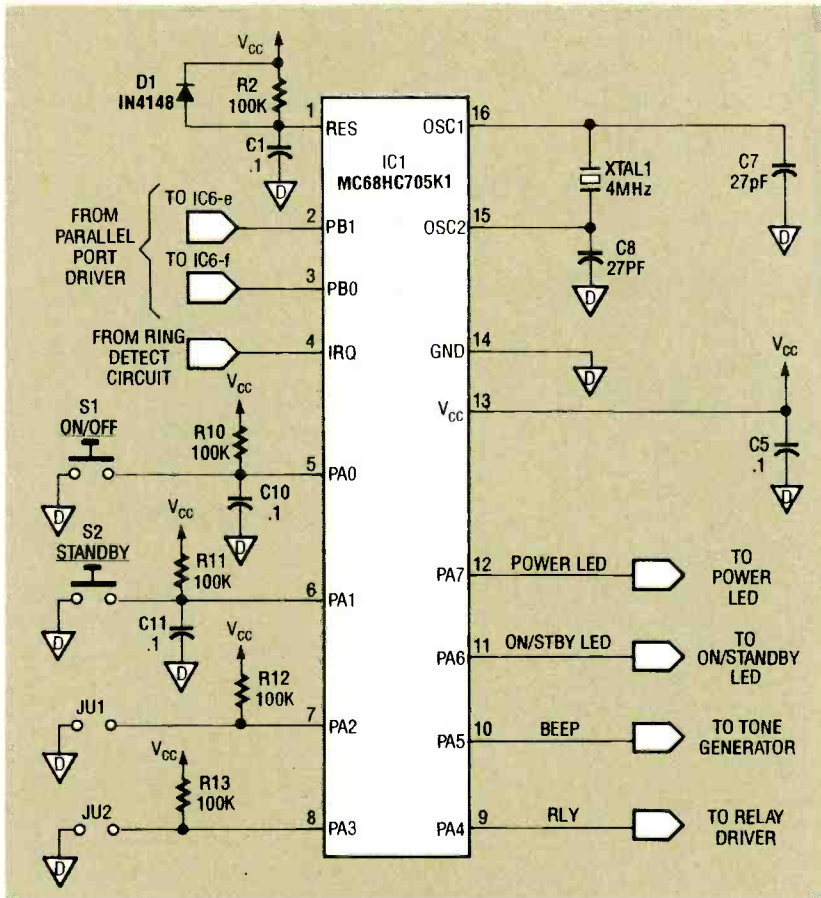 VCC
D1
IN4148
R2
100K
1
RES
C1
.1
D
OSC1
16
IC1
MC68HC705K1
XTAL1
4MHz
C7
27pF
D
OSC2
15
C8
27PF
D
FROM
PARALLEL
PORT
DRIVER
TO IC6-e
2
PB1
TO IC6-f
3
PB0
FROM RING
DETECT
CIRCUIT
4
IRQ
GND
14
D
VCC
VCC
13
C5
.1
D
S1
ON/OFF
VCC
R10
100K
5
PA0
D
C10
.1
D
S2
STANDBY
VCC
R11
100K
6
PA1
D
C11
.1
D
JU1
VCC
R12
100K
7
PA2
D
JU2
VCC
R13
100K
8
PA3
D
PA7
12
POWER LED
TO
POWER
LED
PA6
11
ON/STBY LED
TO
ON/STANDBY
LED
PA5
10
BEEP
TO TONE
GENERATOR
PA4
9
RLY
TO RELAY
DRIVER